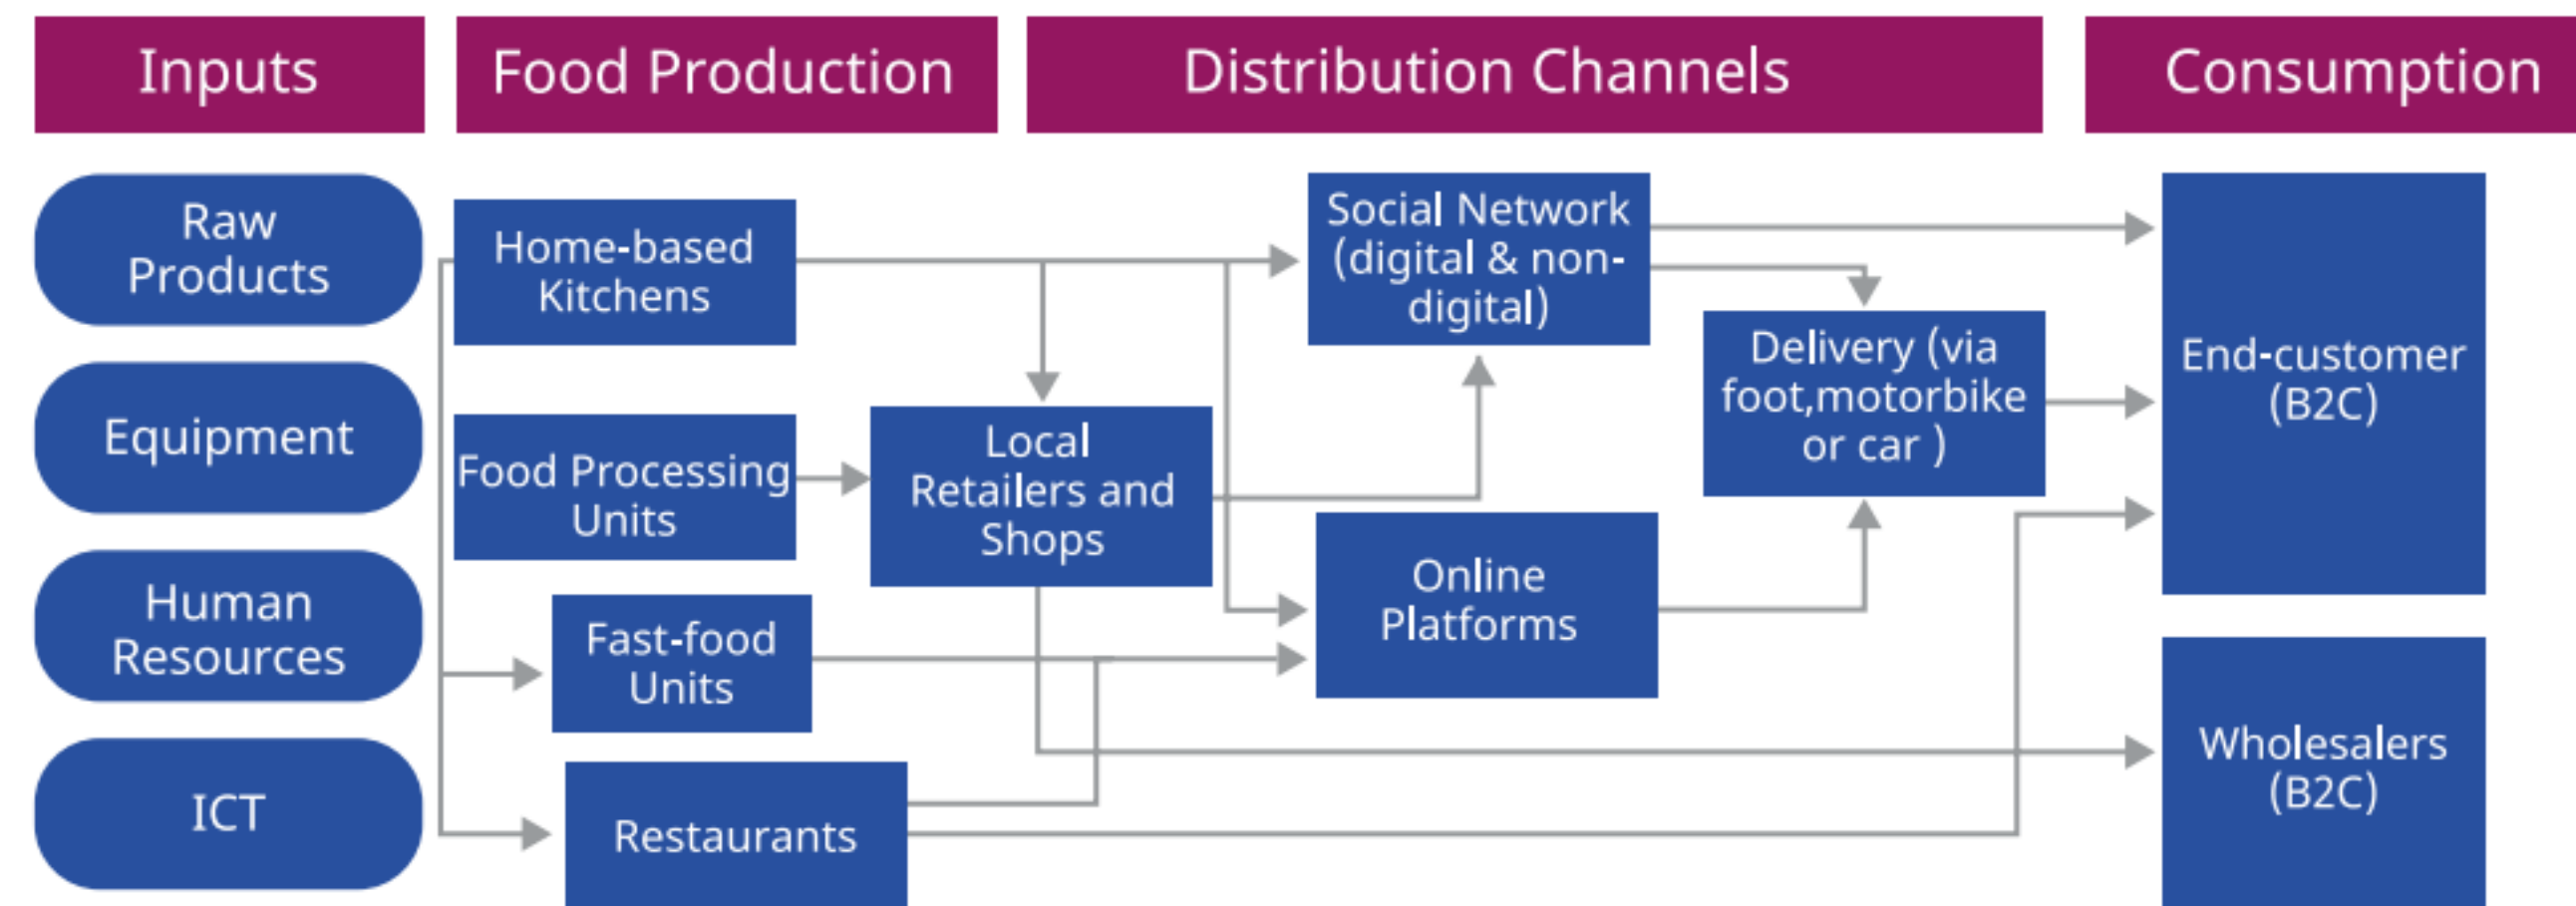 Inputs
Food Production
Distribution Channels
Consumption
Raw
Products
Equipment
Human
Resources
ICT
Home-based
Kitchens
Food Processing
Units
Fast-food
Units
Restaurants
Local
Retailers and
Shops
Social Network
(digital & non-
digital)
Online
Platforms
Delivery (via
foot,motorbike
or car )
End-customer
(B2C)
Wholesalers
(B2C)